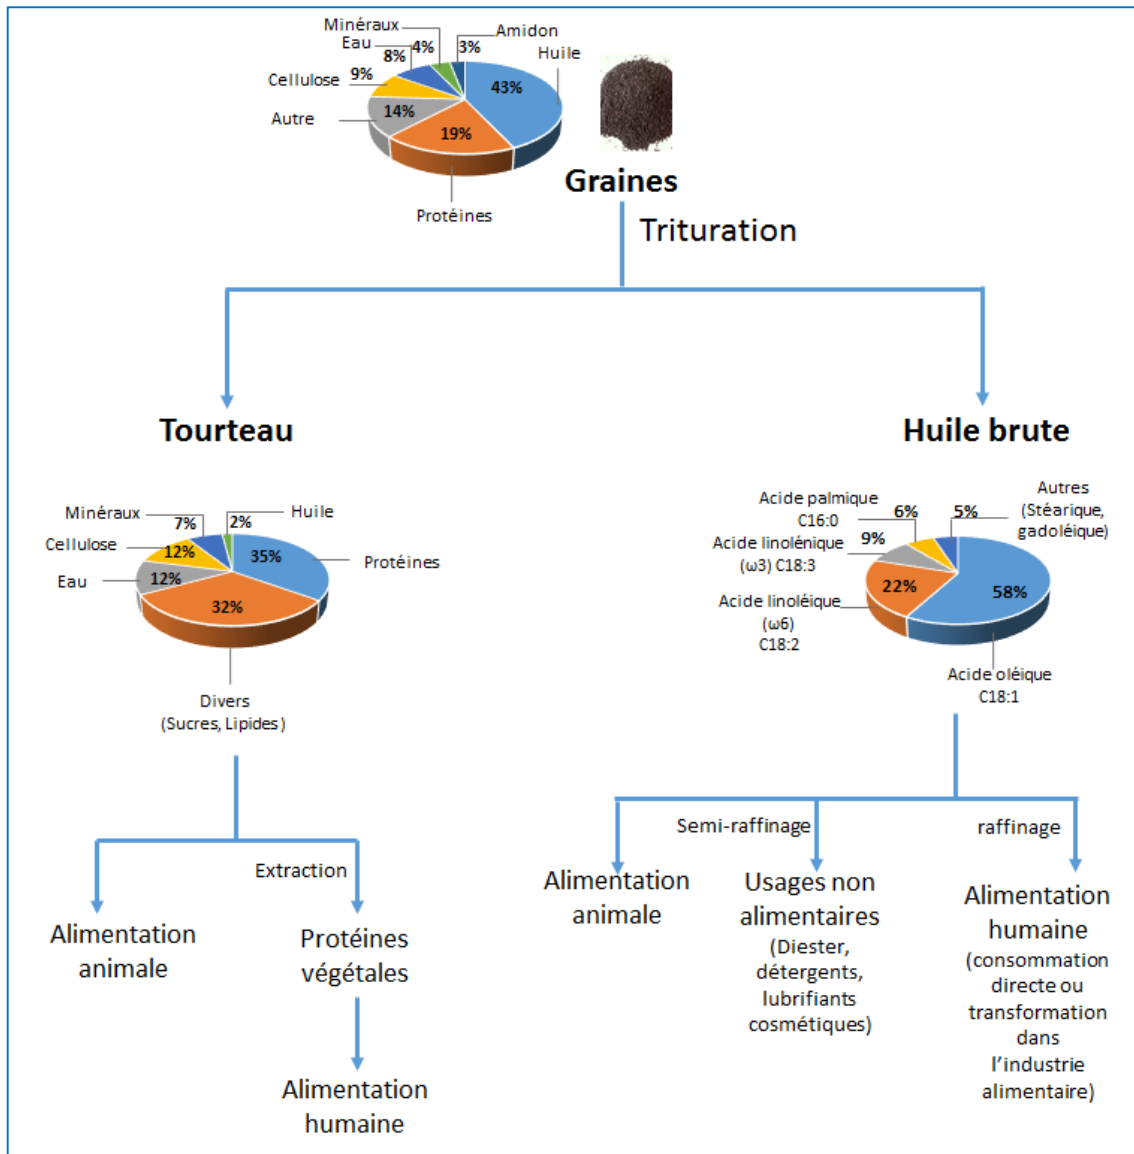 Minéraux
Amidon
Eau
4%
3%
Huile
8%
Cellulose
9%
43%
Autre
14%
19%
Protéines
Graines
Trituration
Tourteau
Minéraux
7%
2%
Huile
Cellulose
12%
35%
Protéines
Eau
12%
32%
Divers
(Sucres, Lipides)
Extraction
Alimentation
animale
Protéines
végétales
Alimentation
humaine
Huile brute
Acide palmique
C16:0
6%
5%
Autres
(Stéarique,
gadoléique)
Acide linolénique
(ω3) C18:3
9%
Acide linoléique
(ω6)
C18:2
22%
58%
Acide oléique
C18:1
Semi-raffinage
raffinage
Alimentation
animale
Usages non
alimentaires
(Diester,
détergents,
lubrifiants
cosmétiques)
Alimentation
humaine
(consommation
directe ou
transformation
dans
l’industrie
alimentaire)